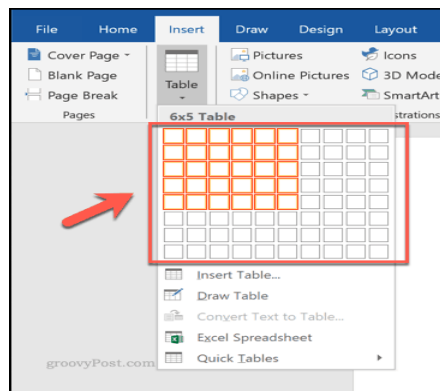 File Home Insert Draw Design Layout
Cover Page Pictures Icons
Blank Page Table Online Pictures 3D Mode
Page Break Shapes SmartArt
Pages 6x5 Table strations
Insert Table...
Draw Table
Convert Text to Table...
Excel Spreadsheet
Quick Tables
groovyPost.com